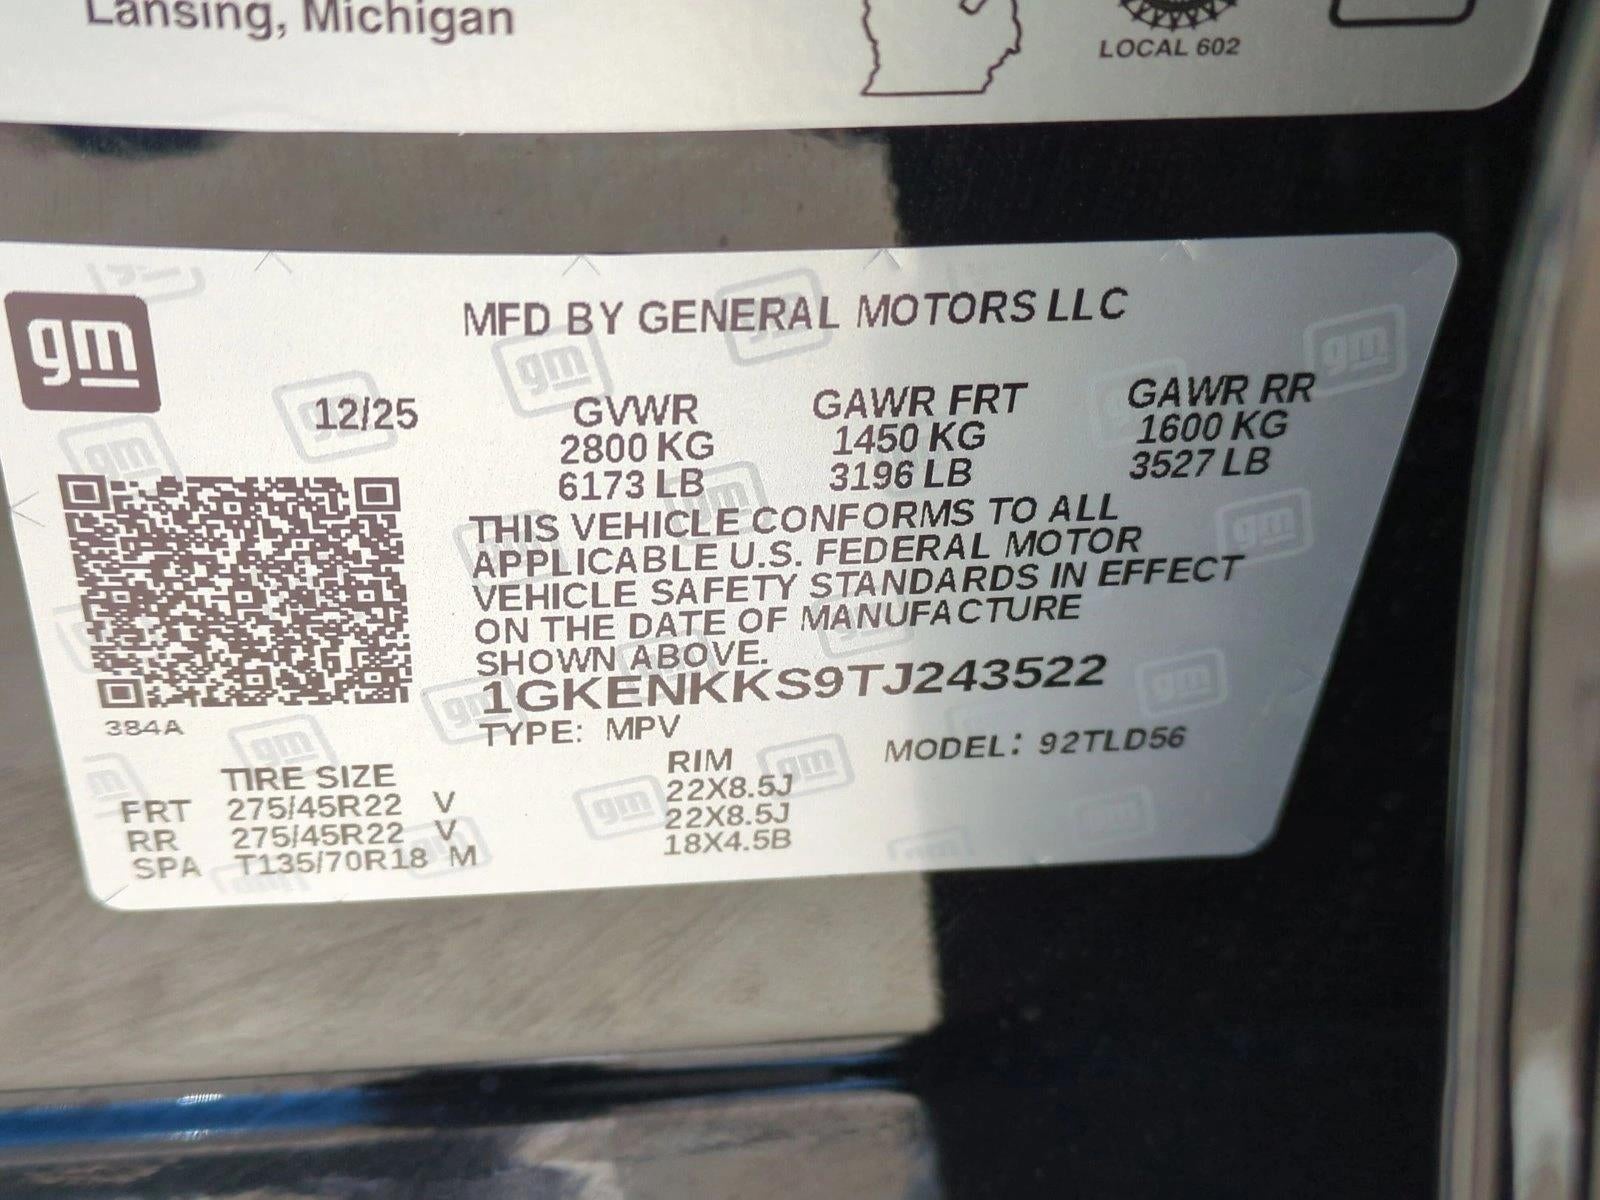 Lansing, Michigan
LOCAL 602
gm
MFD BY GENERAL MOTORS LLC
12/25
GVWR
2800 KG
6173 LB
GAWR FRT
1450 KG
3196 LB
GAWR RR
1600 KG
3527 LB
THIS VEHICLE CONFORMS TO ALL
APPLICABLE U.S. FEDERAL MOTOR
VEHICLE SAFETY STANDARDS IN EFFECT
ON THE DATE OF MANUFACTURE
SHOWN ABOVE.
1GKENKKS9TJ243522
384A
TYPE: MPV
MODEL: 92TLD56
TIRE SIZE RIM
FRT 275/45R22 V 22X8.5J
RR 275/45R22 V 22X8.5J
SPA T135/70R18 M 18X4.5B